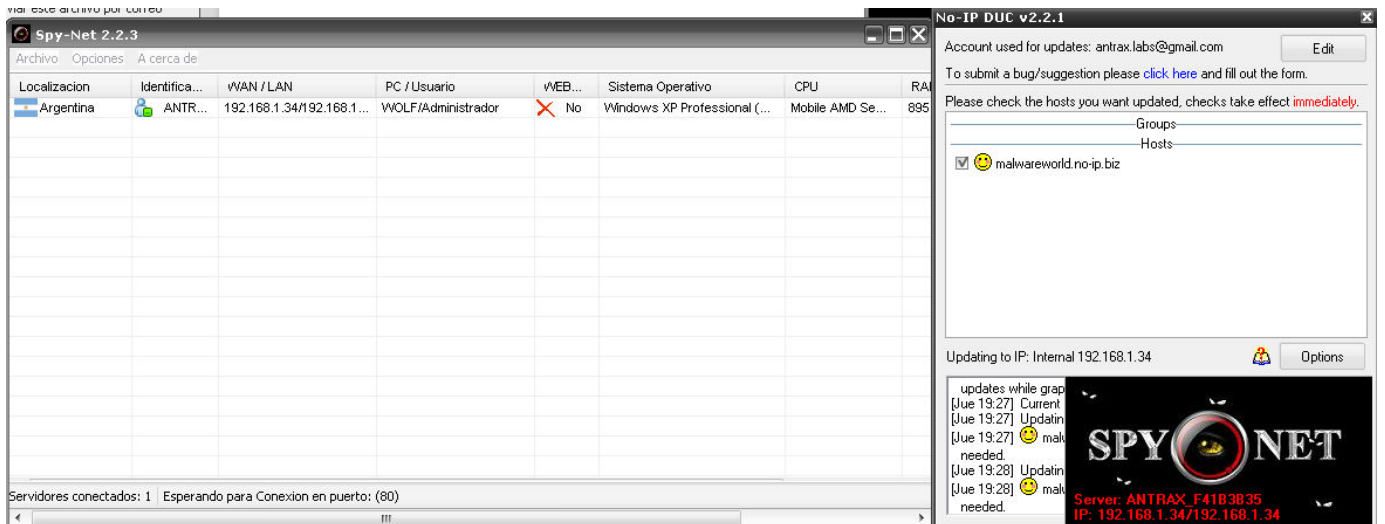 viar este archivo por correo
Spy-Net 2.2.3
Archivo Opciones A cerca de
Localizacion Identifica... WAN / LAN PC / Usuario WEB... Sistema Operativo CPU
Argentina ANTR... 192.168.1.34/192.168.1... WOLF/Administrador No Windows XP Professional (... Mobile AMD Se... 895
Servidores conectados: 1 Esperando para Conexion en puerto: (80)
No-IP DUC v2.2.1
Account used for updates: antrax.labs@gmail.com Edit
To submit a bug/suggestion please click here and fill out the form.
Please check the hosts you want updated, checks take effect immediately.
Groups
Hosts
malwareworld.no-ip.biz
Updating to IP: Internal 192.168.1.34 Options
updates while grap
[Jue 19:27] Current
[Jue 19:27] Updatin
[Jue 19:27] malw
needed.
[Jue 19:28] Updatin
[Jue 19:28] malw
needed.
SPY NET
Server: ANTRAX_F41B3B35
IP: 192.168.1.34/192.168.1.34